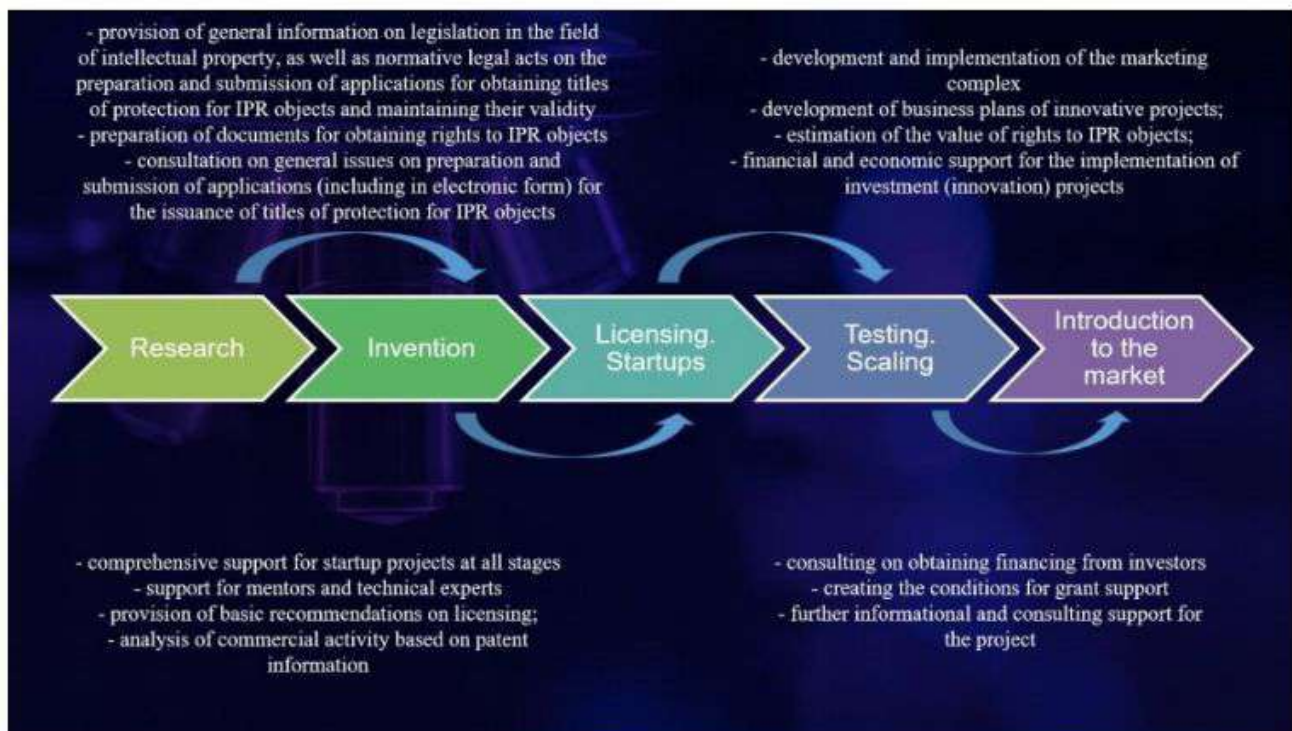 - provision of general information on legislation in the field
of intellectual property, as well as normative legal acts on the
preparation and submission of applications for obtaining titles
of protection for IPR objects and maintaining their validity
- preparation of documents for obtaining rights to IPR objects
- consultation on general issues on preparation and
submission of applications (including in electronic form) for
the issuance of titles of protection for IPR objects
- development and implementation of the marketing
complex
- development of business plans of innovative projects;
- estimation of the value of rights to IPR objects;
- financial and economic support for the implementation of
investment (innovation) projects
Research
Invention
Licensing.
Startups
Testing.
Scaling
Introduction
to the
market
- comprehensive support for startup projects at all stages
- support for mentors and technical experts
- provision of basic recommendations on licensing;
- analysis of commercial activity based on patent
information
- consulting on obtaining financing from investors
- creating the conditions for grant support
- further informational and consulting support for
the project